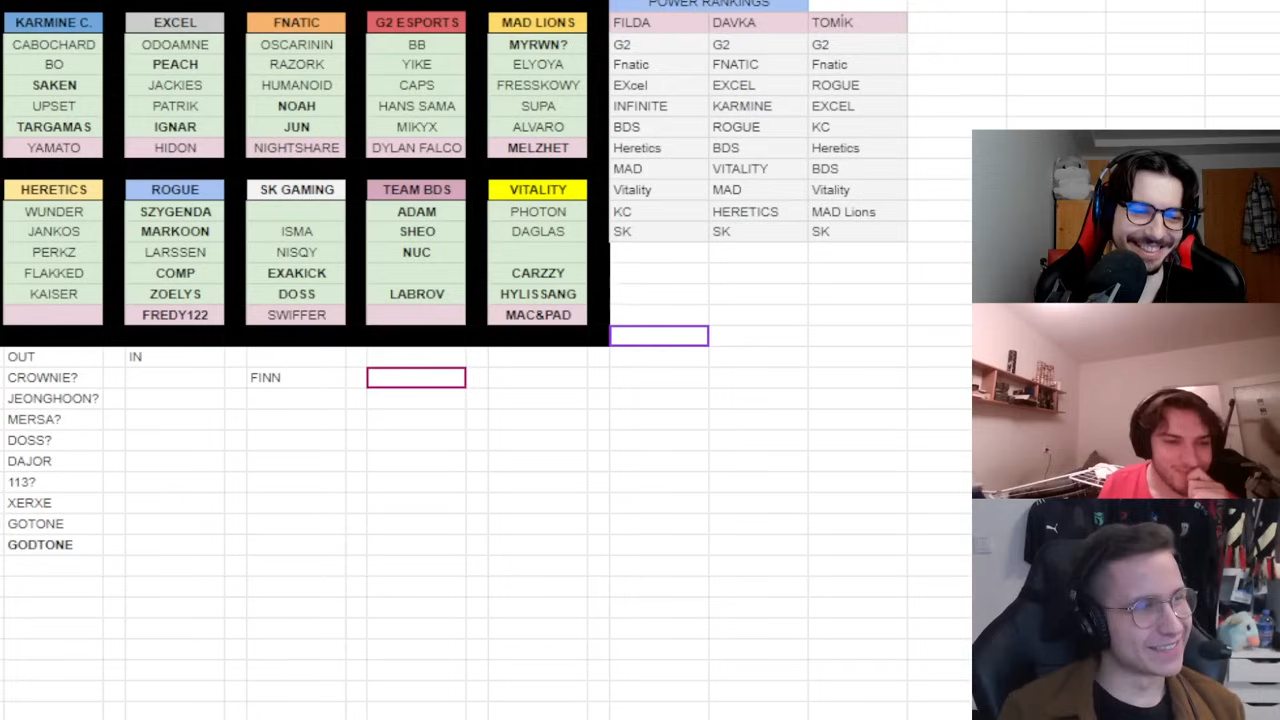 POWER RANKINGS
KARMINE C. EXCEL FNATIC G2 ESPORTS MAD LIONS FILDA DAVKA TOMÍK
CABOCHARD ODOAMNE OSCARININ BB MYRWN? G2 G2 G2
BO PEACH RAZORK YIKE ELYOYA Fnatic FNATIC Fnatic
SAKEN JACKIES HUMANOID CAPS FRESSKOWY EXcel EXCEL ROGUE
UPSET PATRIK NOAH HANS SAMA SUPA INFINITE KARMINE EXCEL
TARGAMAS IGNAR JUN MIKYX ALVARO BDS ROGUE KC
YAMATO HIDON NIGHTSHARE DYLAN FALCO MELZHET Heretics BDS Heretics
MAD VITALITY BDS
HERETICS ROGUE SK GAMING TEAM BDS VITALITY Vitality MAD Vitality
WUNDER SZYGENDA ADAM PHOTON KC HERETICS MAD Lions
JANKOS MARKOON ISMA SHEO DAGLAS SK SK SK
PERKZ LARSSEN NISQY NUC
FLAKKED COMP EXAKICK CARZZY
KAISER ZOELYS DOSS LABROV HYLISSANG
FREDY122 SWIFFER MAC&PAD
OUT IN
CROWNIE? FINN
JEONGHOON?
MERSA?
DOSS?
DAJOR
113?
XERXE
GOTONE
GODTONE